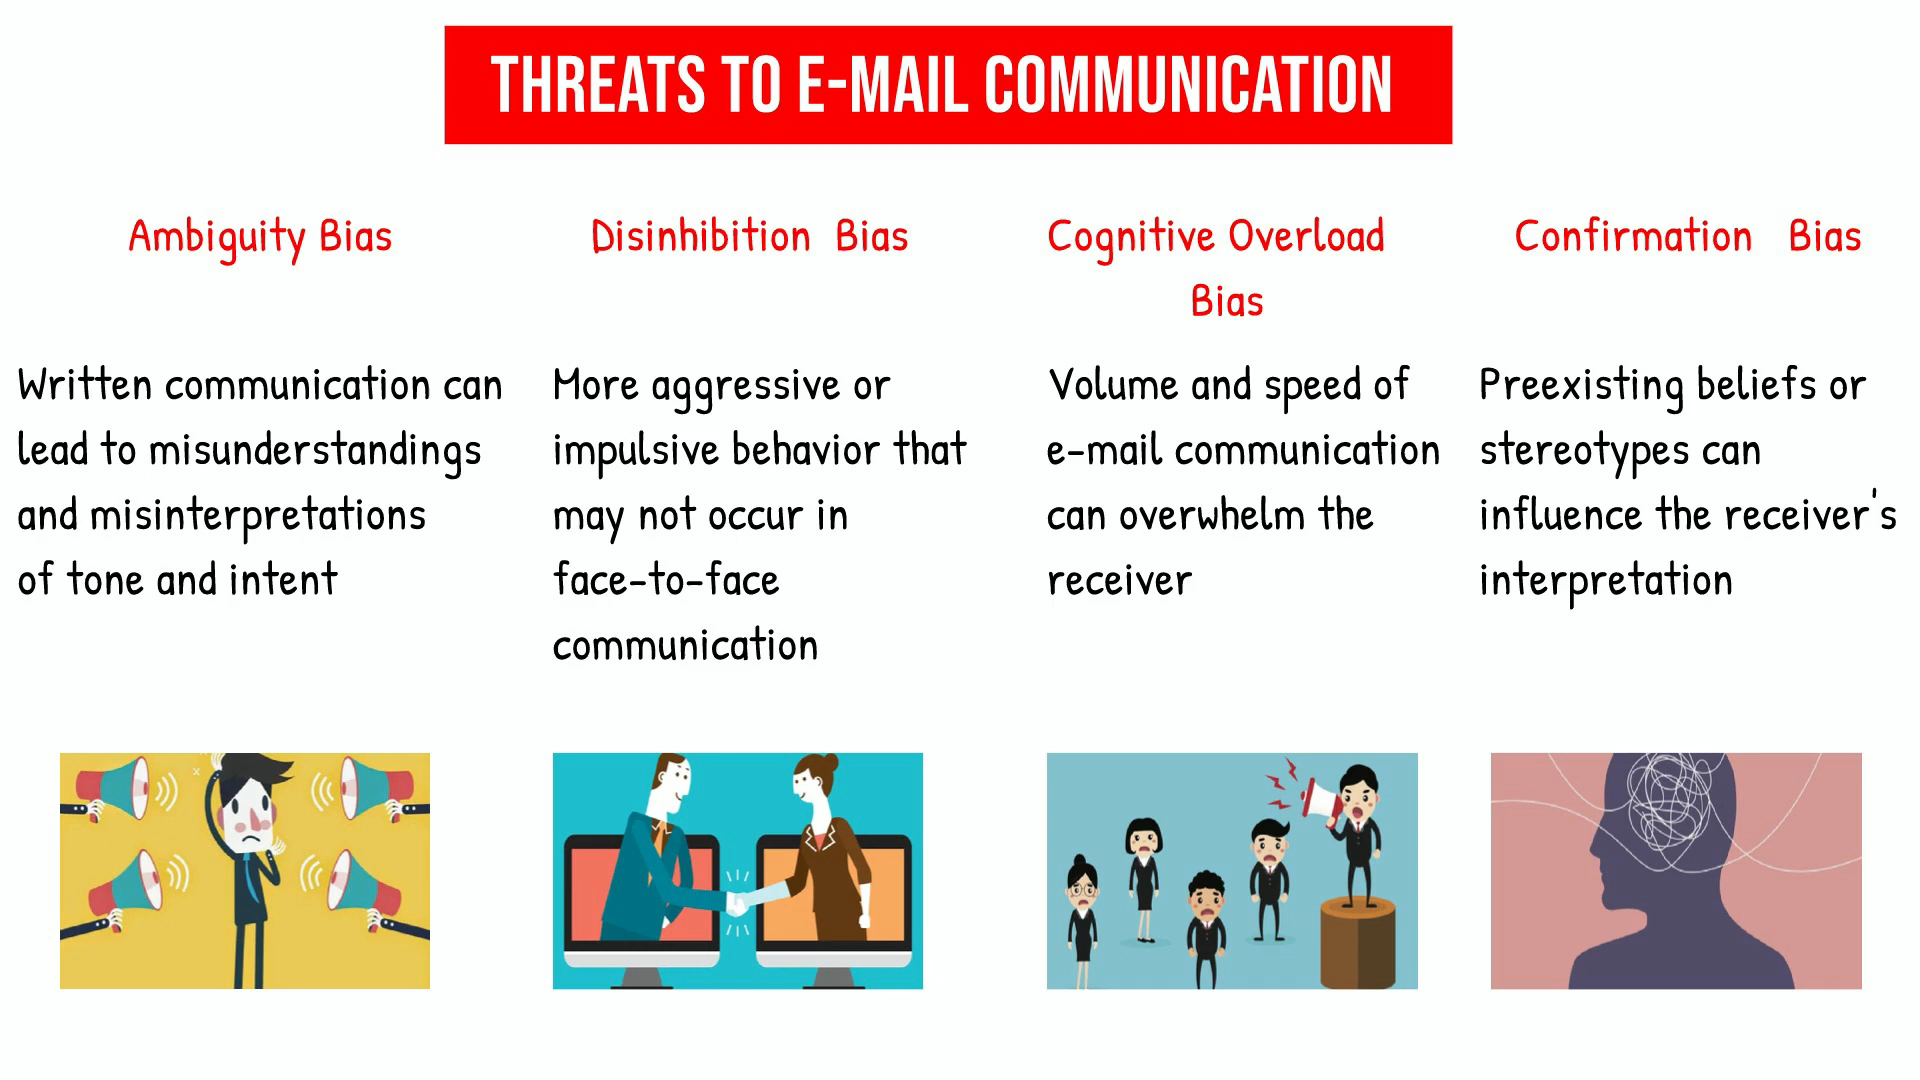 THREATS TO E-MAIL COMMUNICATION
Ambiguity Bias
Written communication can
lead to misunderstandings
and misinterpretations
of tone and intent
Disinhibition Bias
More aggressive or
impulsive behavior that
may not occur in
face-to-face
communication
Cognitive Overload
Bias
Volume and speed of
e-mail communication
can overwhelm the
receiver
Confirmation Bias
Preexisting beliefs or
stereotypes can
influence the receiver's
interpretation